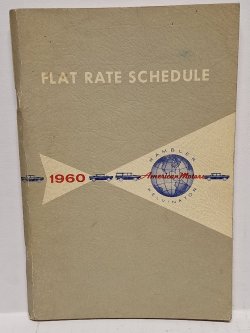 FLAT RATE SCHEDULE
1960
RAMBLER
American Motors
KELVINATOR